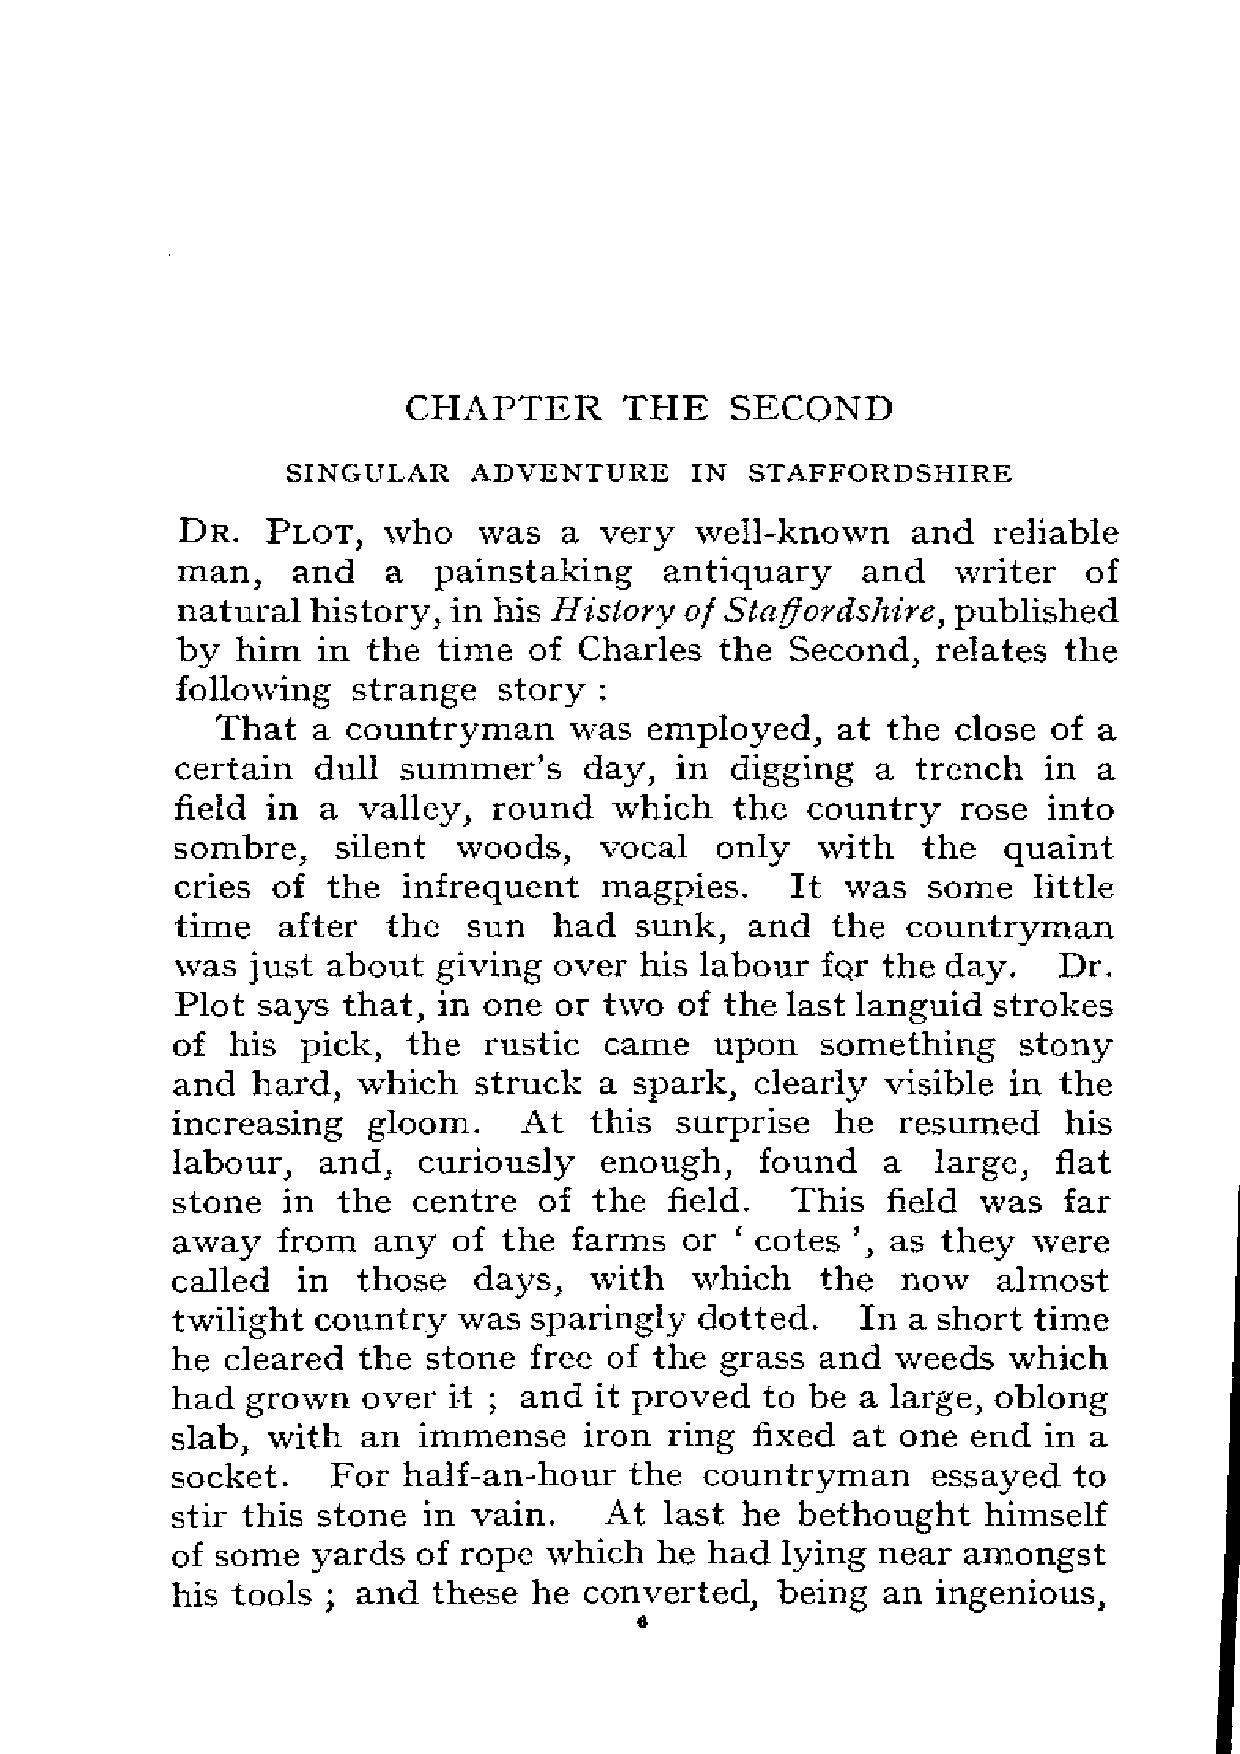 CHAPTER THE SECOND
SINGULAR ADVENTURE IN STAFFORDSHIRE
DR. PLOT, who was a very well-known and reliable
man, and a painstaking antiquary and writer of
natural history, in his History of Staffordshire, published
by him in the time of Charles the Second, relates the
following strange story :
That a countryman was employed, at the close of a
certain dull summer's day, in digging a trench in a
field in a valley, round which the country rose into
sombre, silent woods, vocal only with the quaint
cries of the infrequent magpies. It was some little
time after the sun had sunk, and the countryman
was just about giving over his labour for the day. Dr.
Plot says that, in one or two of the last languid strokes
of his pick, the rustic came upon something stony
and hard, which struck a spark, clearly visible in the
increasing gloom. At this surprise he resumed his
labour, and, curiously enough, found a large, flat
stone in the centre of the field. This field was far
away from any of the farms or ‘ cotes ’, as they were
called in those days, with which the now almost
twilight country was sparingly dotted. In a short time
he cleared the stone free of the grass and weeds which
had grown over it ; and it proved to be a large, oblong
slab, with an immense iron ring fixed at one end in a
socket. For half-an-hour the countryman essayed to
stir this stone in vain. At last he bethought himself
of some yards of rope which he had lying near amongst
his tools ; and these he converted, being an ingenious,